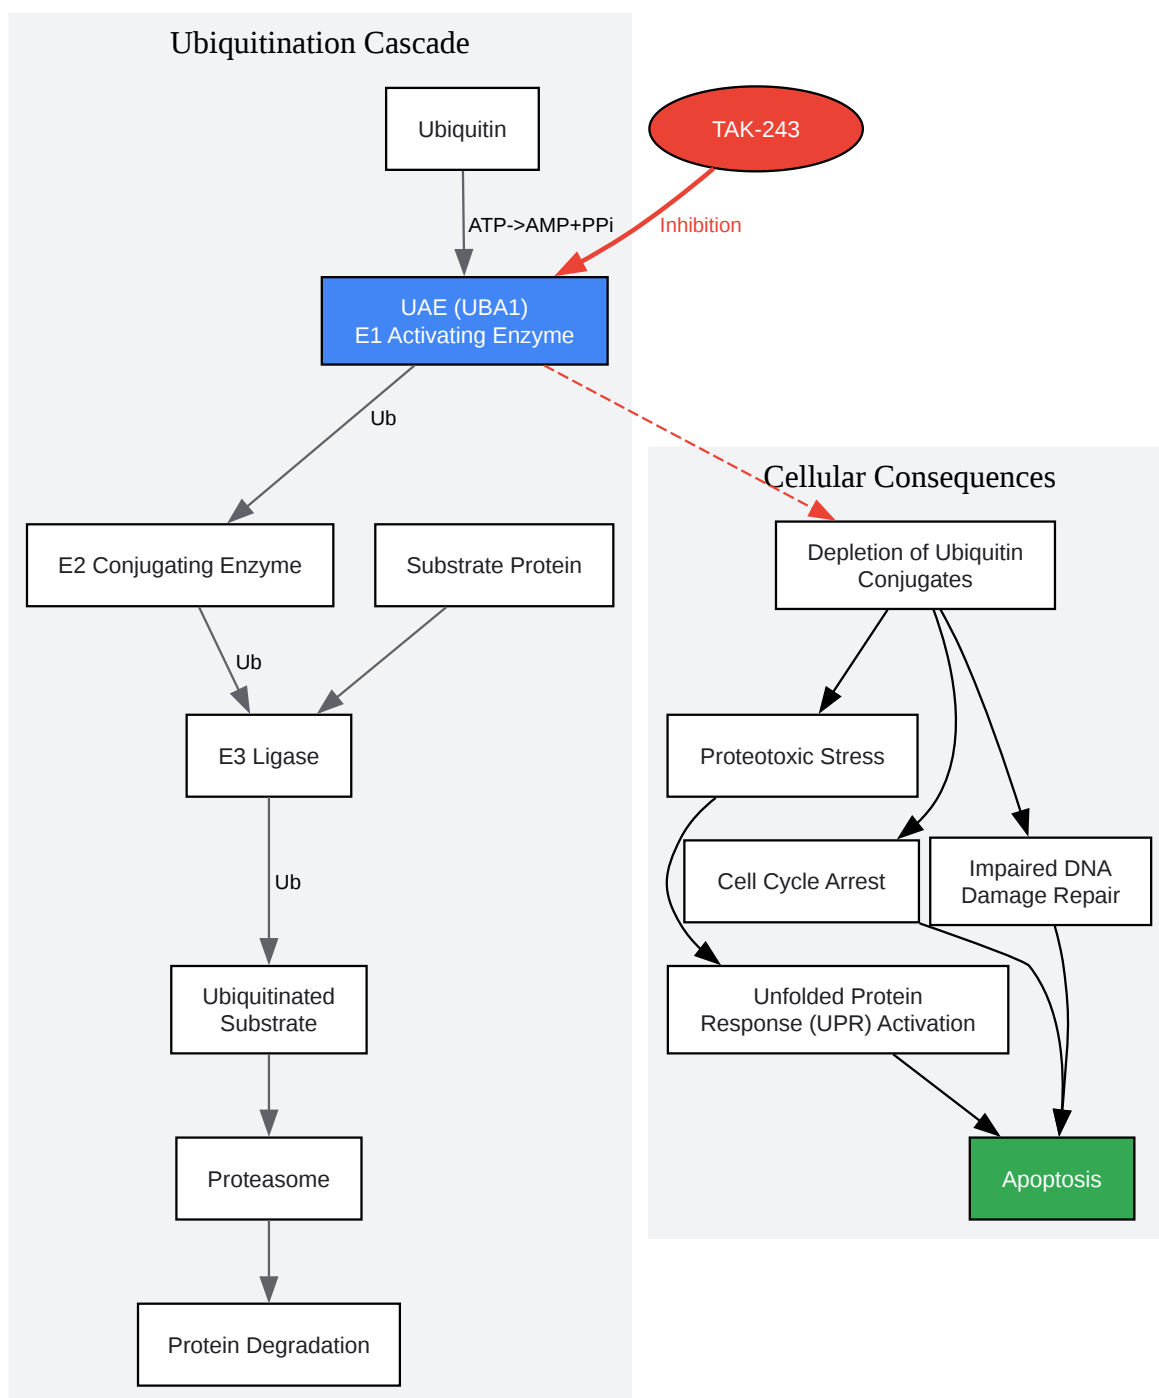 Ubiquitination Cascade
Ubiquitin
TAK-243
ATP->AMP+PPi
Inhibition
UAE (UBA1)
E1 Activating Enzyme
Ub
Cellular Consequences
E2 Conjugating Enzyme
Substrate Protein
Depletion of Ubiquitin
Conjugates
Ub
E3 Ligase
Proteotoxic Stress
Ub
Cell Cycle Arrest
Impaired DNA
Damage Repair
Ubiquitinated
Substrate
Unfolded Protein
Response (UPR) Activation
Proteasome
Apoptosis
Protein Degradation